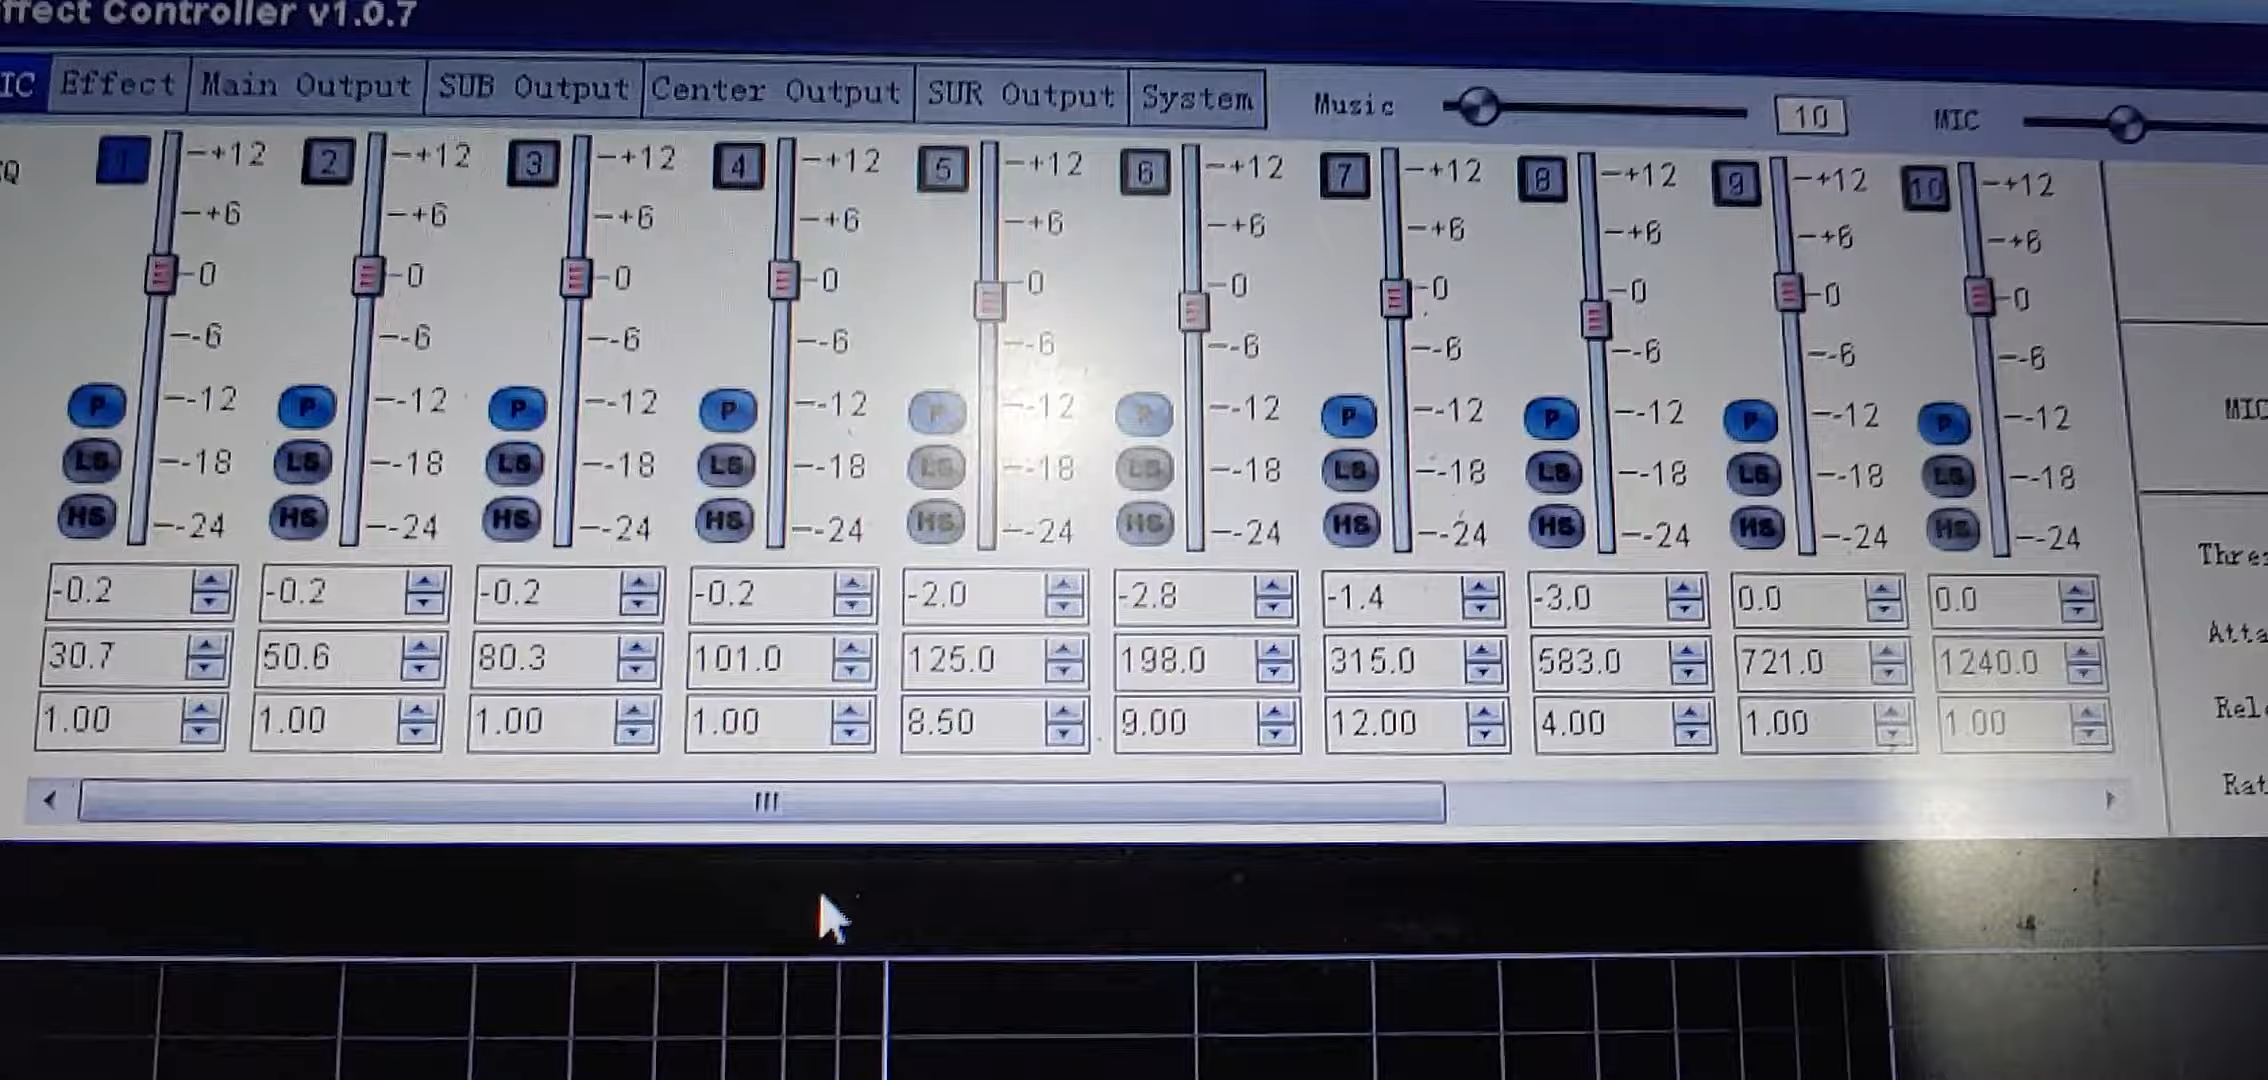 ffect Controller v1.0.7
IC Effect Main Output SUB Output Center Output SUR Output System Music 10 MIC
1 2 3 4 5 6 7 8 9 10
-+12 -+12 -+12 -+12 -+12 -+12 -+12 -+12 -+12 -+12
Q
-+6 -+6 -+6 -+6 -+6 -+6 -+6 -+6 -+6 -+6
-0 -0 -0 -0 -0 -0 -0 -0 -0 -0
--6 --6 --6 --6 --6 --6 --6 --6 --6 --6
P --12 P --12 P --12 P --12 P --12 P --12 P --12 P --12 P --12 P --12 MIC
LS --18 LS --18 LS --18 LS --18 LS --18 LS --18 LS --18 LS --18 LS --18 LS --18
HS --24 HS --24 HS --24 HS --24 HS --24 HS --24 HS --24 HS --24 HS --24 HS --24
Thres
-0.2 -0.2 -0.2 -0.2 -2.0 -2.8 -1.4 -3.0 0.0 0.0
Atta
30.7 50.6 80.3 101.0 125.0 198.0 315.0 583.0 721.0 1240.0
Rele
1.00 1.00 1.00 1.00 8.50 9.00 12.00 4.00 1.00 1.00
Rat